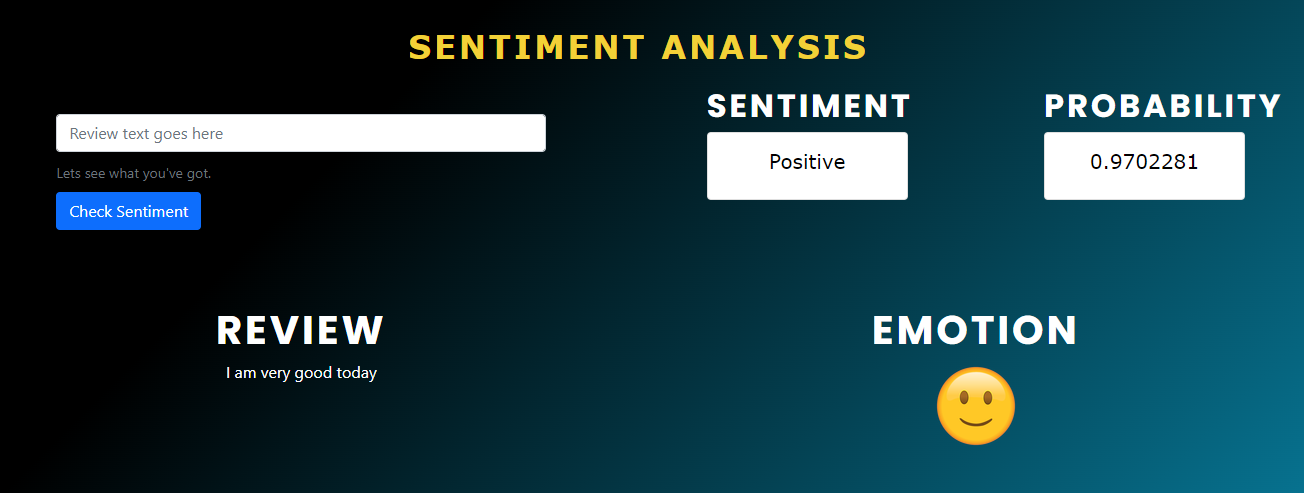 SENTIMENT ANALYSIS
Review text goes here
Lets see what you've got.
Check Sentiment
SENTIMENT
Positive
PROBABILITY
0.9702281
REVIEW
I am very good today
EMOTION